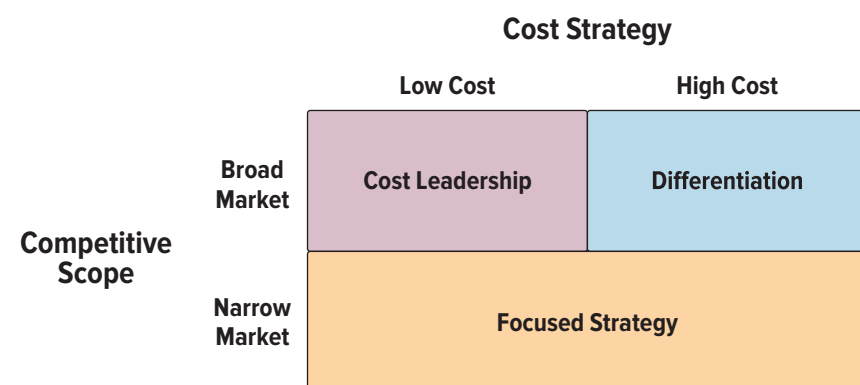 Cost Strategy
Low Cost
High Cost
Broad
Market
Cost Leadership
Differentiation
Competitive
Scope
Narrow
Market
Focused Strategy